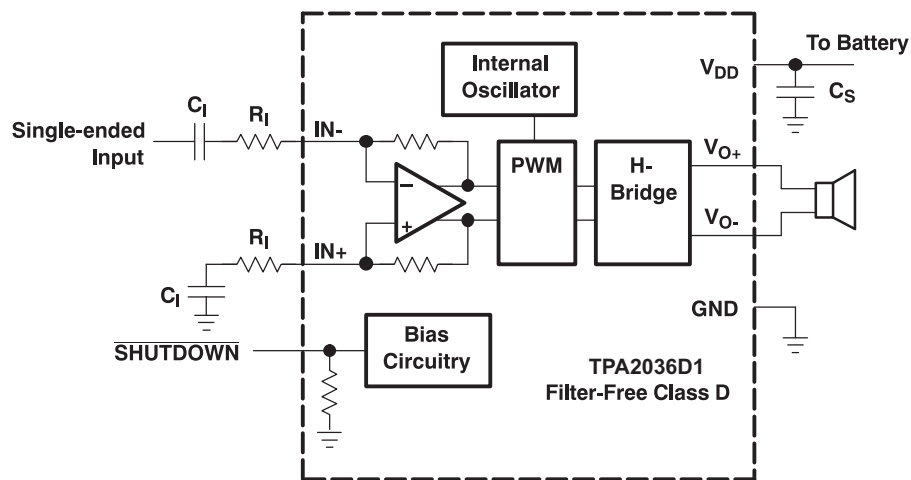 To Battery
Internal
Oscillator
VDD
CS
CI
RI
IN-
Single-ended
Input
PWM
H-
Bridge
VO+
VO-
−
+
RI
IN+
CI
GND
SHUTDOWN
Bias
Circuitry
TPA2036D1
Filter-Free Class D